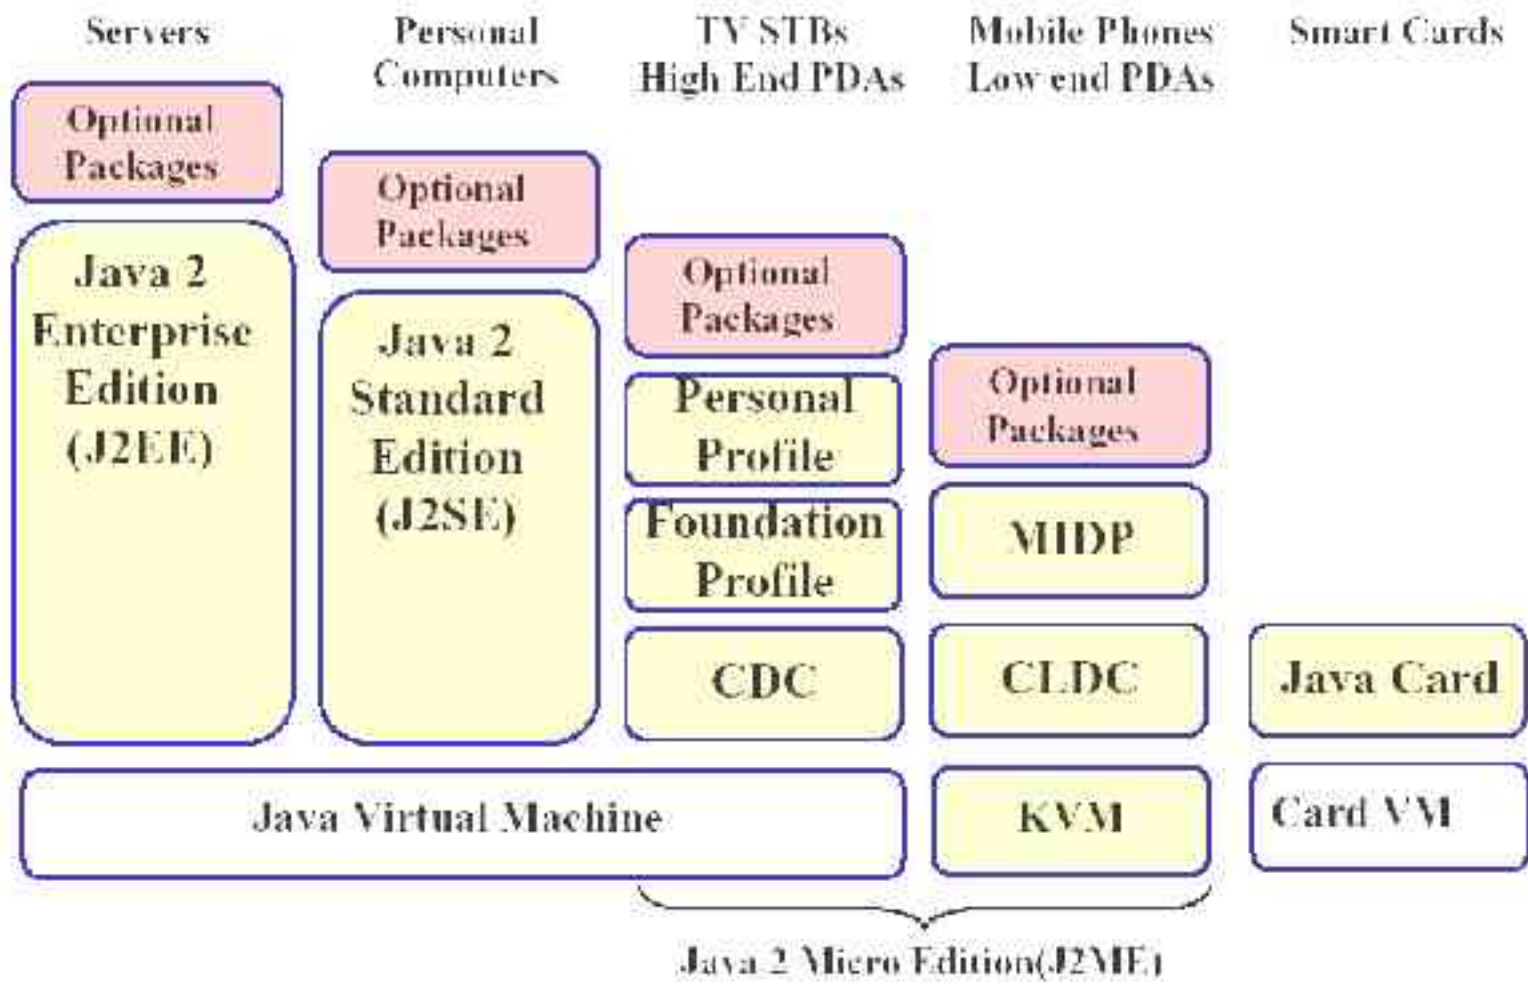 Servers
Personal
Computers
TV STBs
High End PDAs
Mobile Phones
Low end PDAs
Smart Cards
Optional
Packages
Java 2
Enterprise
Edition
(J2EE)
Optional
Packages
Java 2
Standard
Edition
(J2SE)
Optional
Packages
Personal
Profile
Foundation
Profile
CDC
Optional
Packages
MIDP
CLDC
Java Card
Java Virtual Machine
KVM
Card VM
Java 2 Micro Edition(J2ME)